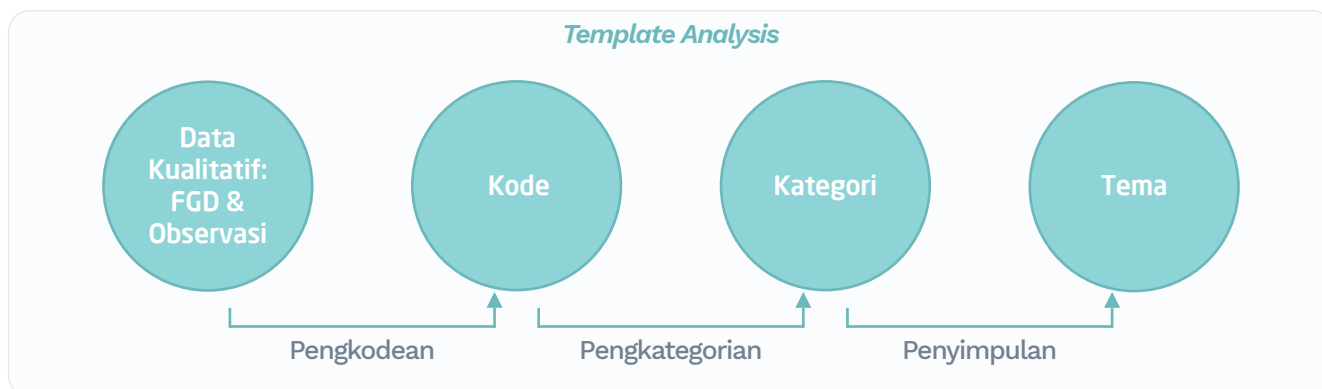 Template Analysis
Data
Kualitatif:
FGD &
Observasi
Kode
Kategori
Tema
Pengkodean
Pengkategorian
Penyimpulan